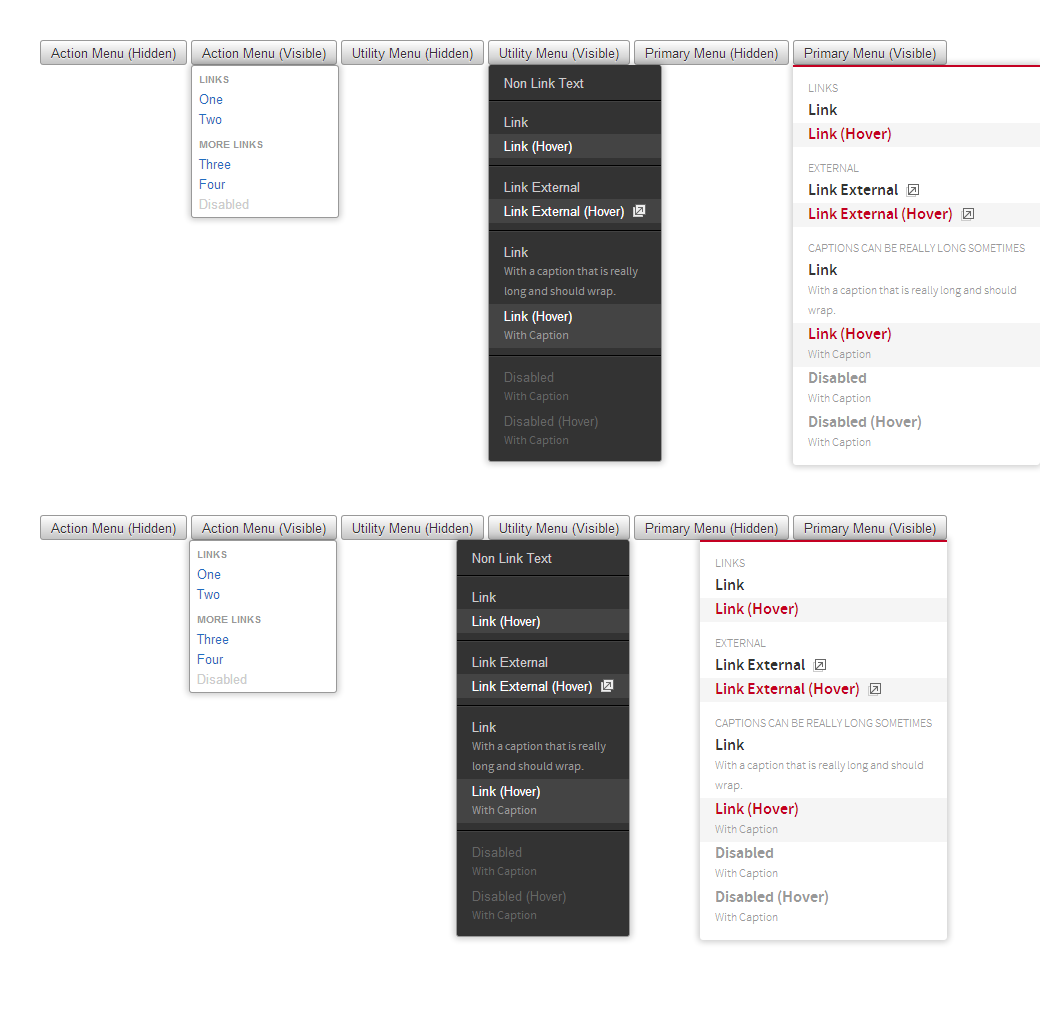 Action Menu (Hidden)
Action Menu (Visible)
Utility Menu (Hidden)
Utility Menu (Visible)
Primary Menu (Hidden)
Primary Menu (Visible)
LINKS
One
Two
MORE LINKS
Three
Four
Disabled
Non Link Text
Link
Link (Hover)
Link External
Link External (Hover)
Link
With a caption that is really
long and should wrap.
Link (Hover)
With Caption
Disabled
With Caption
Disabled (Hover)
With Caption
LINKS
Link
Link (Hover)
EXTERNAL
Link External
Link External (Hover)
CAPTIONS CAN BE REALLY LONG SOMETIMES
Link
With a caption that is really long and should
wrap.
Link (Hover)
With Caption
Disabled
With Caption
Disabled (Hover)
With Caption
Action Menu (Hidden)
Action Menu (Visible)
Utility Menu (Hidden)
Utility Menu (Visible)
Primary Menu (Hidden)
Primary Menu (Visible)
LINKS
One
Two
MORE LINKS
Three
Four
Disabled
Non Link Text
Link
Link (Hover)
Link External
Link External (Hover)
Link
With a caption that is really
long and should wrap.
Link (Hover)
With Caption
Disabled
With Caption
Disabled (Hover)
With Caption
LINKS
Link
Link (Hover)
EXTERNAL
Link External
Link External (Hover)
CAPTIONS CAN BE REALLY LONG SOMETIMES
Link
With a caption that is really long and should
wrap.
Link (Hover)
With Caption
Disabled
With Caption
Disabled (Hover)
With Caption